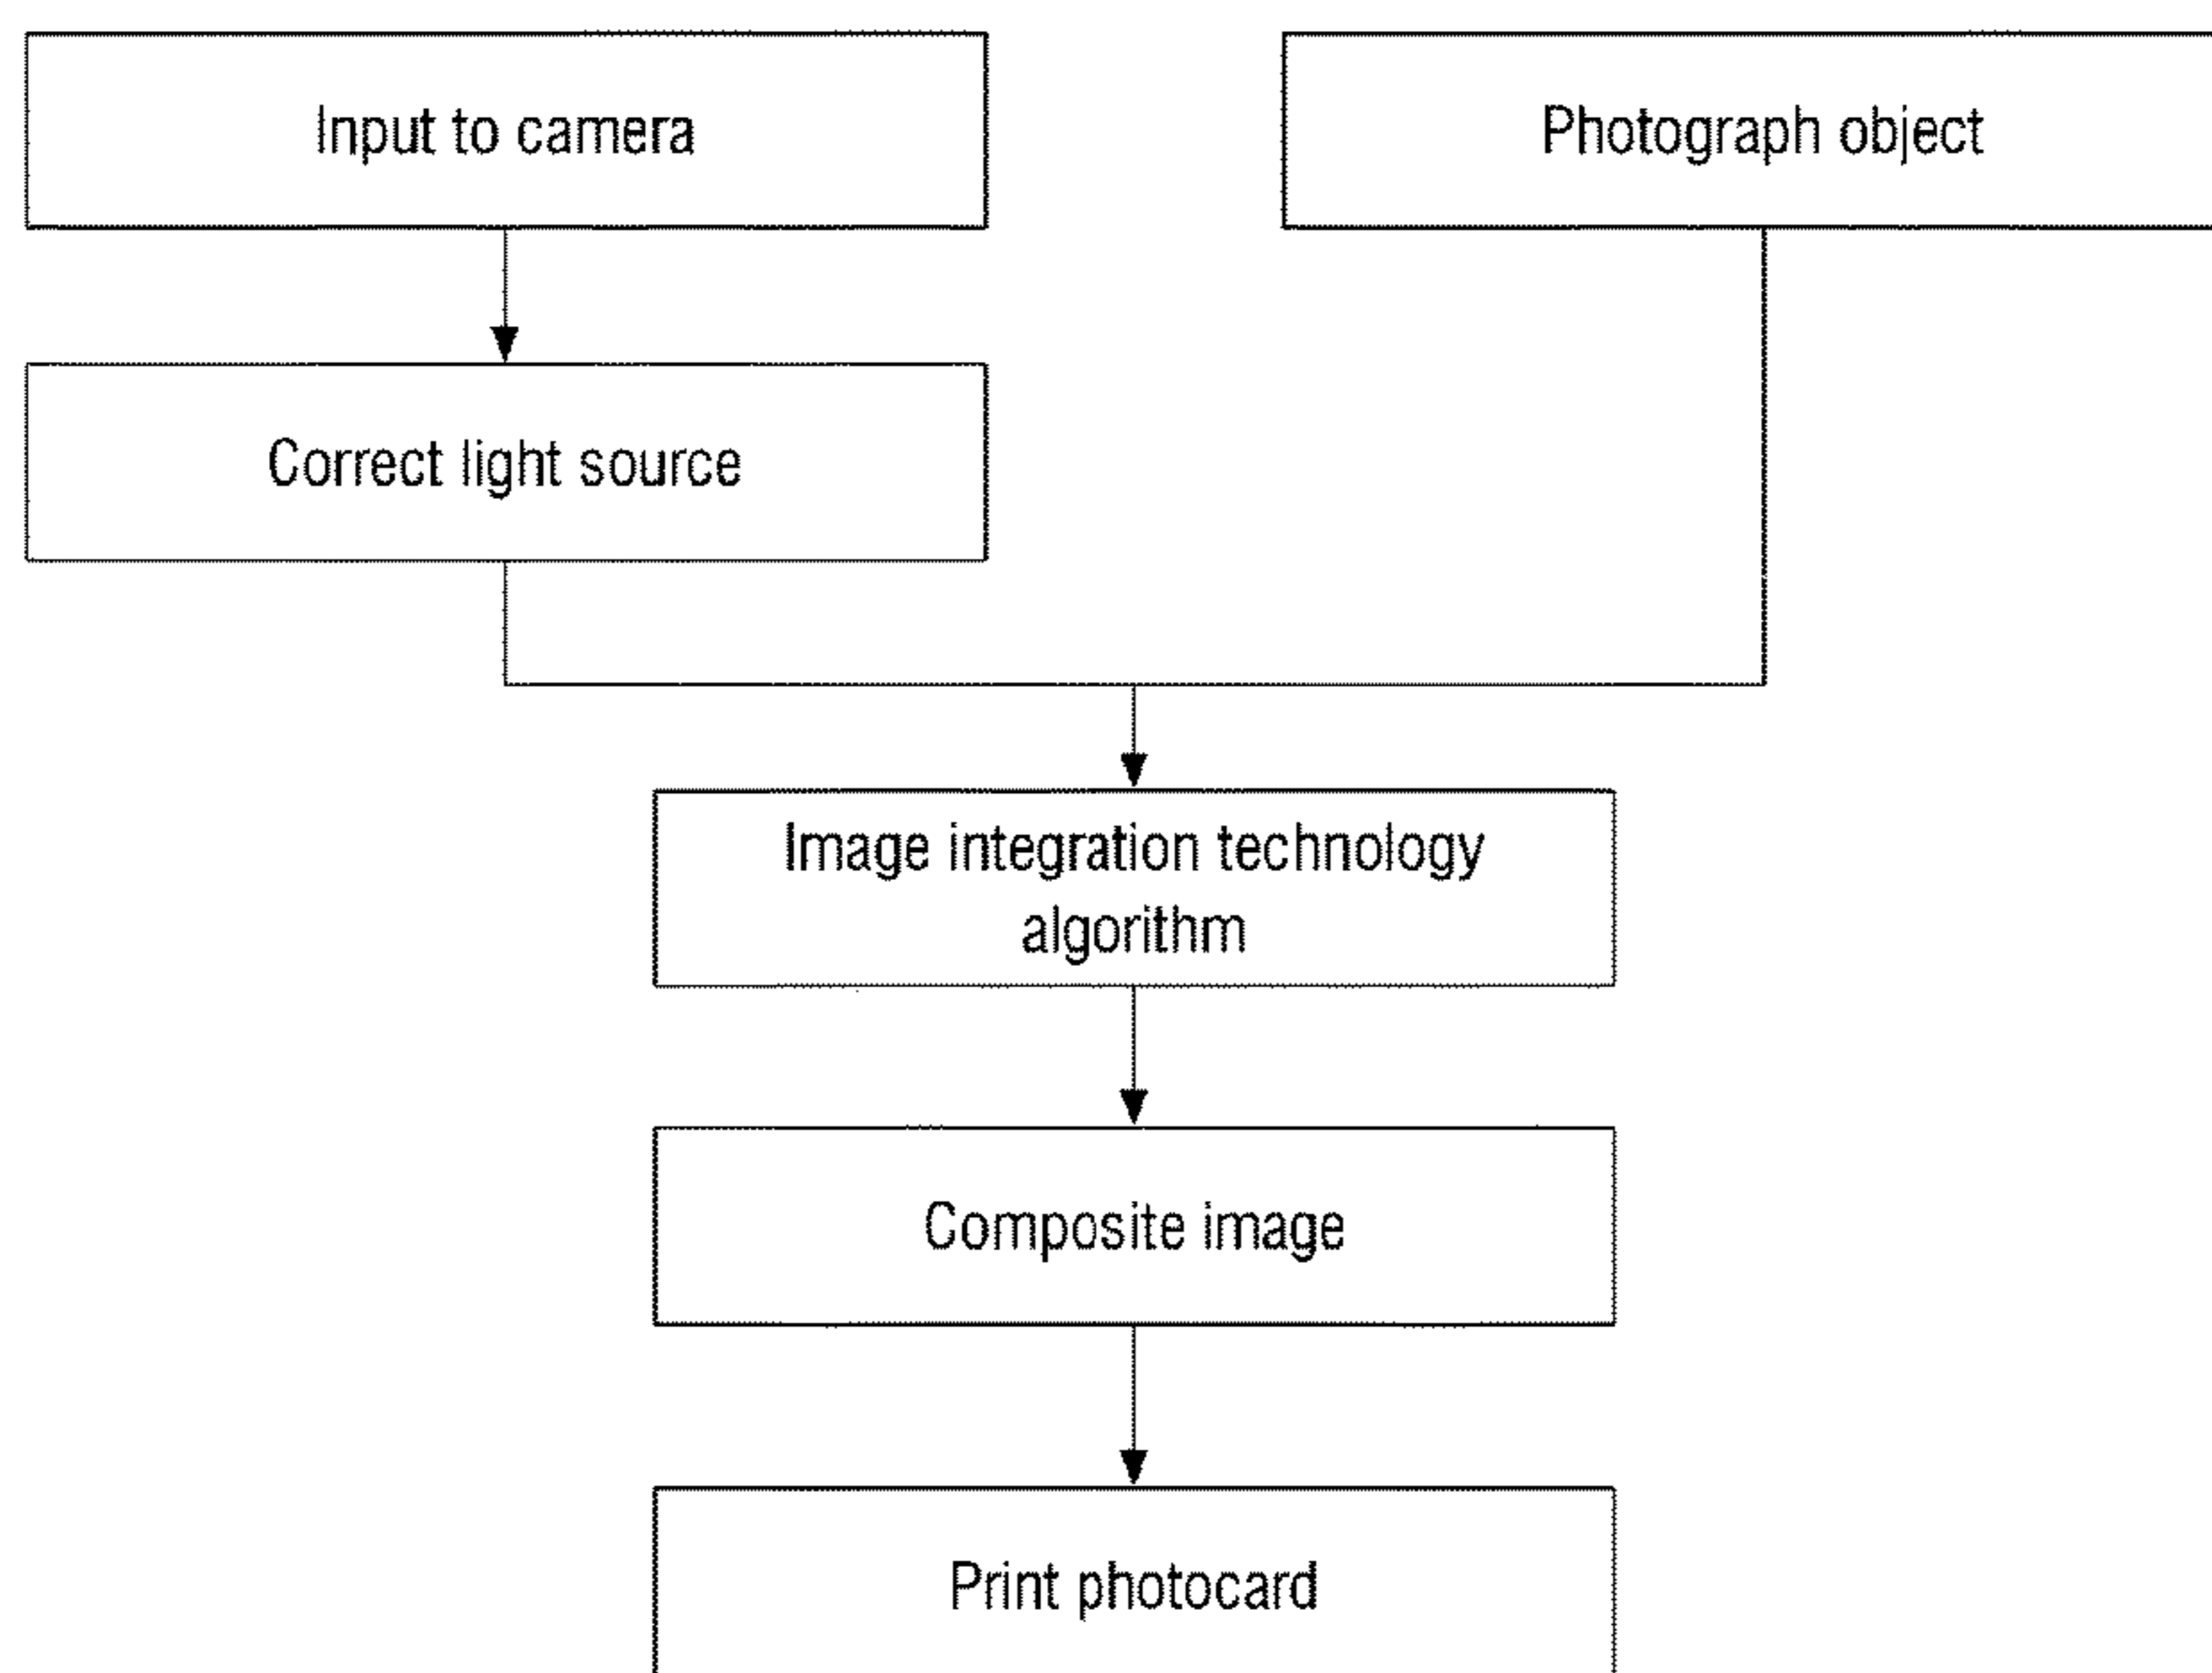 Input to camera
Photograph object
Correct light source
Image integration technology
algorithm
Composite image
Print photocard